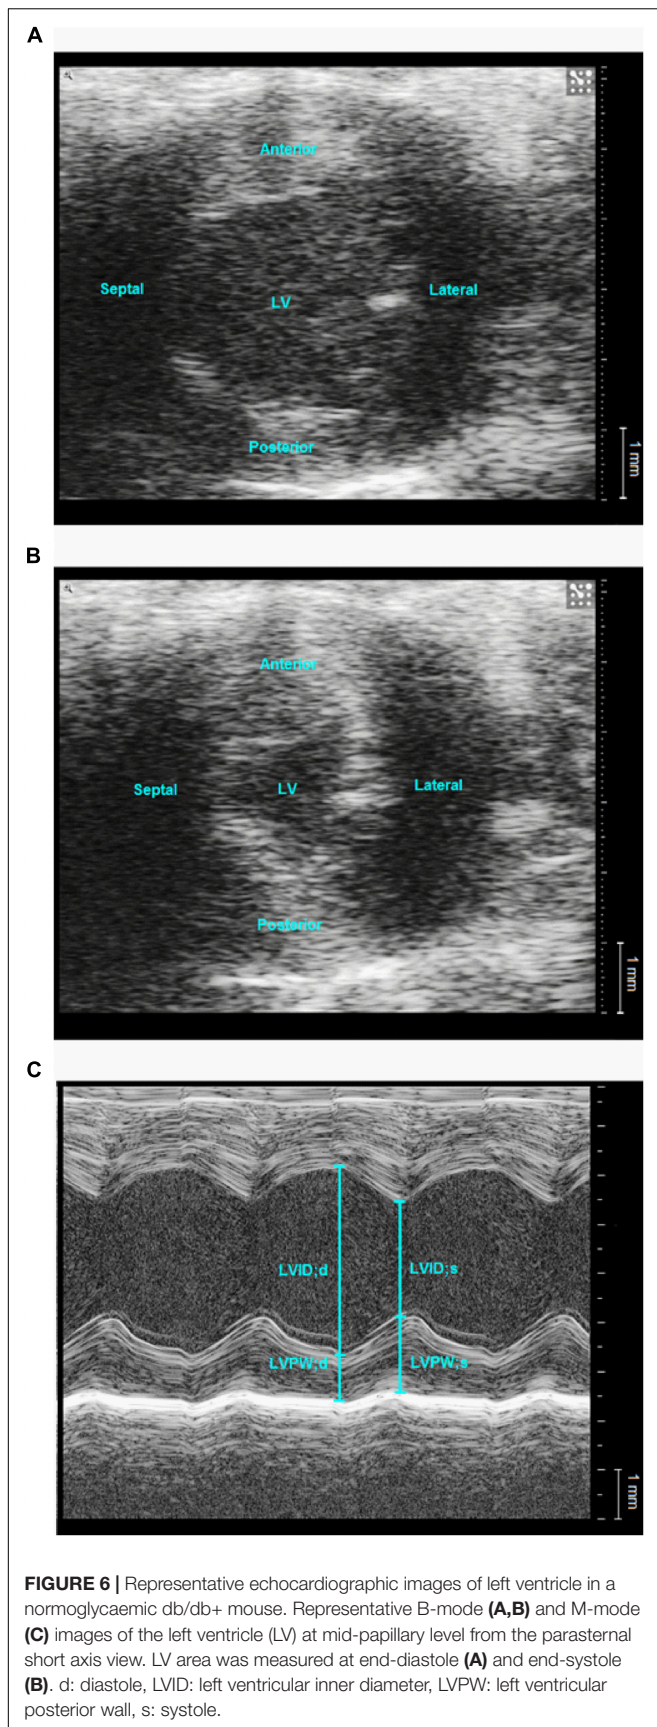 A
Anterior
Septal
LV
Lateral
Posterior
1 mm
B
Anterior
Septal
LV
Lateral
Posterior
1 mm
C
LVID;d
LVID;s
LVPW;d
LVPW;s
1 mm
FIGURE 6 | Representative echocardiographic images of left ventricle in a
normoglycaemic db/db+ mouse. Representative B-mode (A,B) and M-mode
(C) images of the left ventricle (LV) at mid-papillary level from the parasternal
short axis view. LV area was measured at end-diastole (A) and end-systole
(B). d: diastole, LVID: left ventricular inner diameter, LVPW: left ventricular
posterior wall, s: systole.